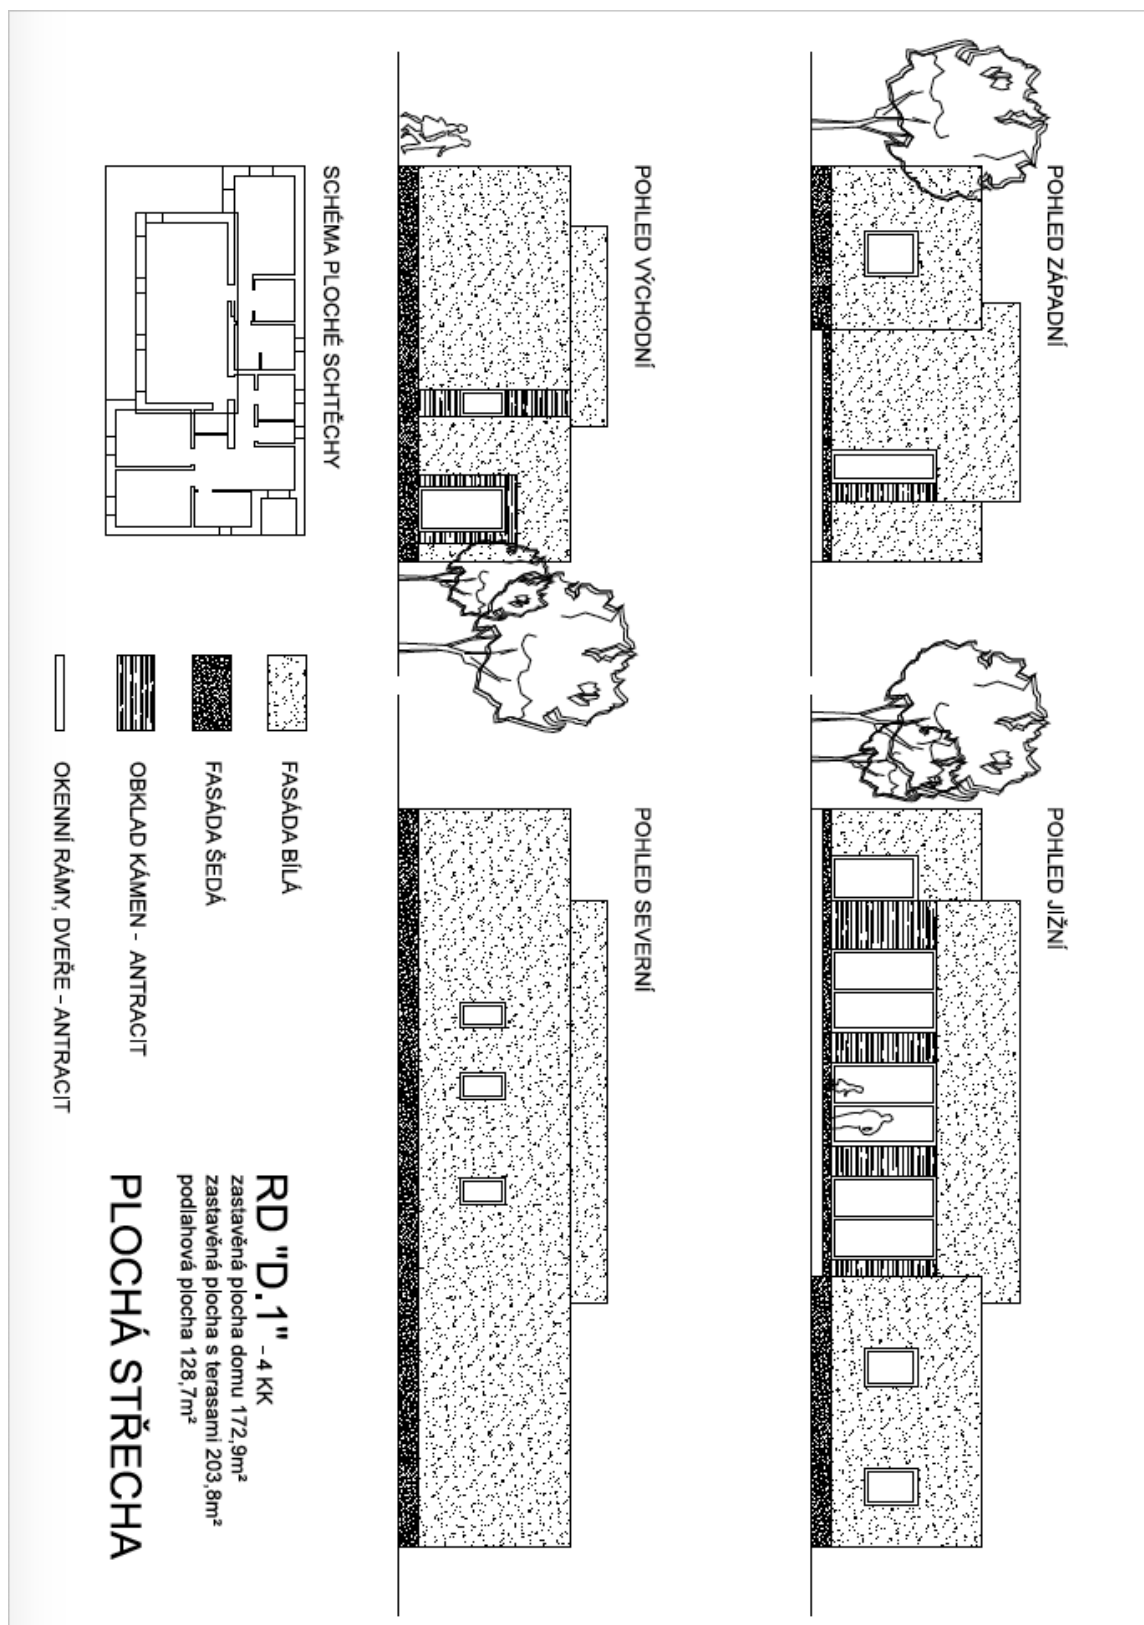 POHLED ZÁPADNÍ
POHLED JIŽNÍ
POHLED VÝCHODNÍ
POHLED SEVERNÍ
SCHÉMA PLOCHÉ SCHTĚCHY
FASÁDA BÍLÁ
FASÁDA ŠEDÁ
OBKLAD KÁMEN - ANTRACIT
OKENNÍ RÁMY, DVEŘE - ANTRACIT
RD "D.1" - 4 KK
zastavěná plocha domu 172,9m²
zastavěná plocha s terasami 203,8m²
podlahová plocha 128,7m²
PLOCHÁ STŘECHA